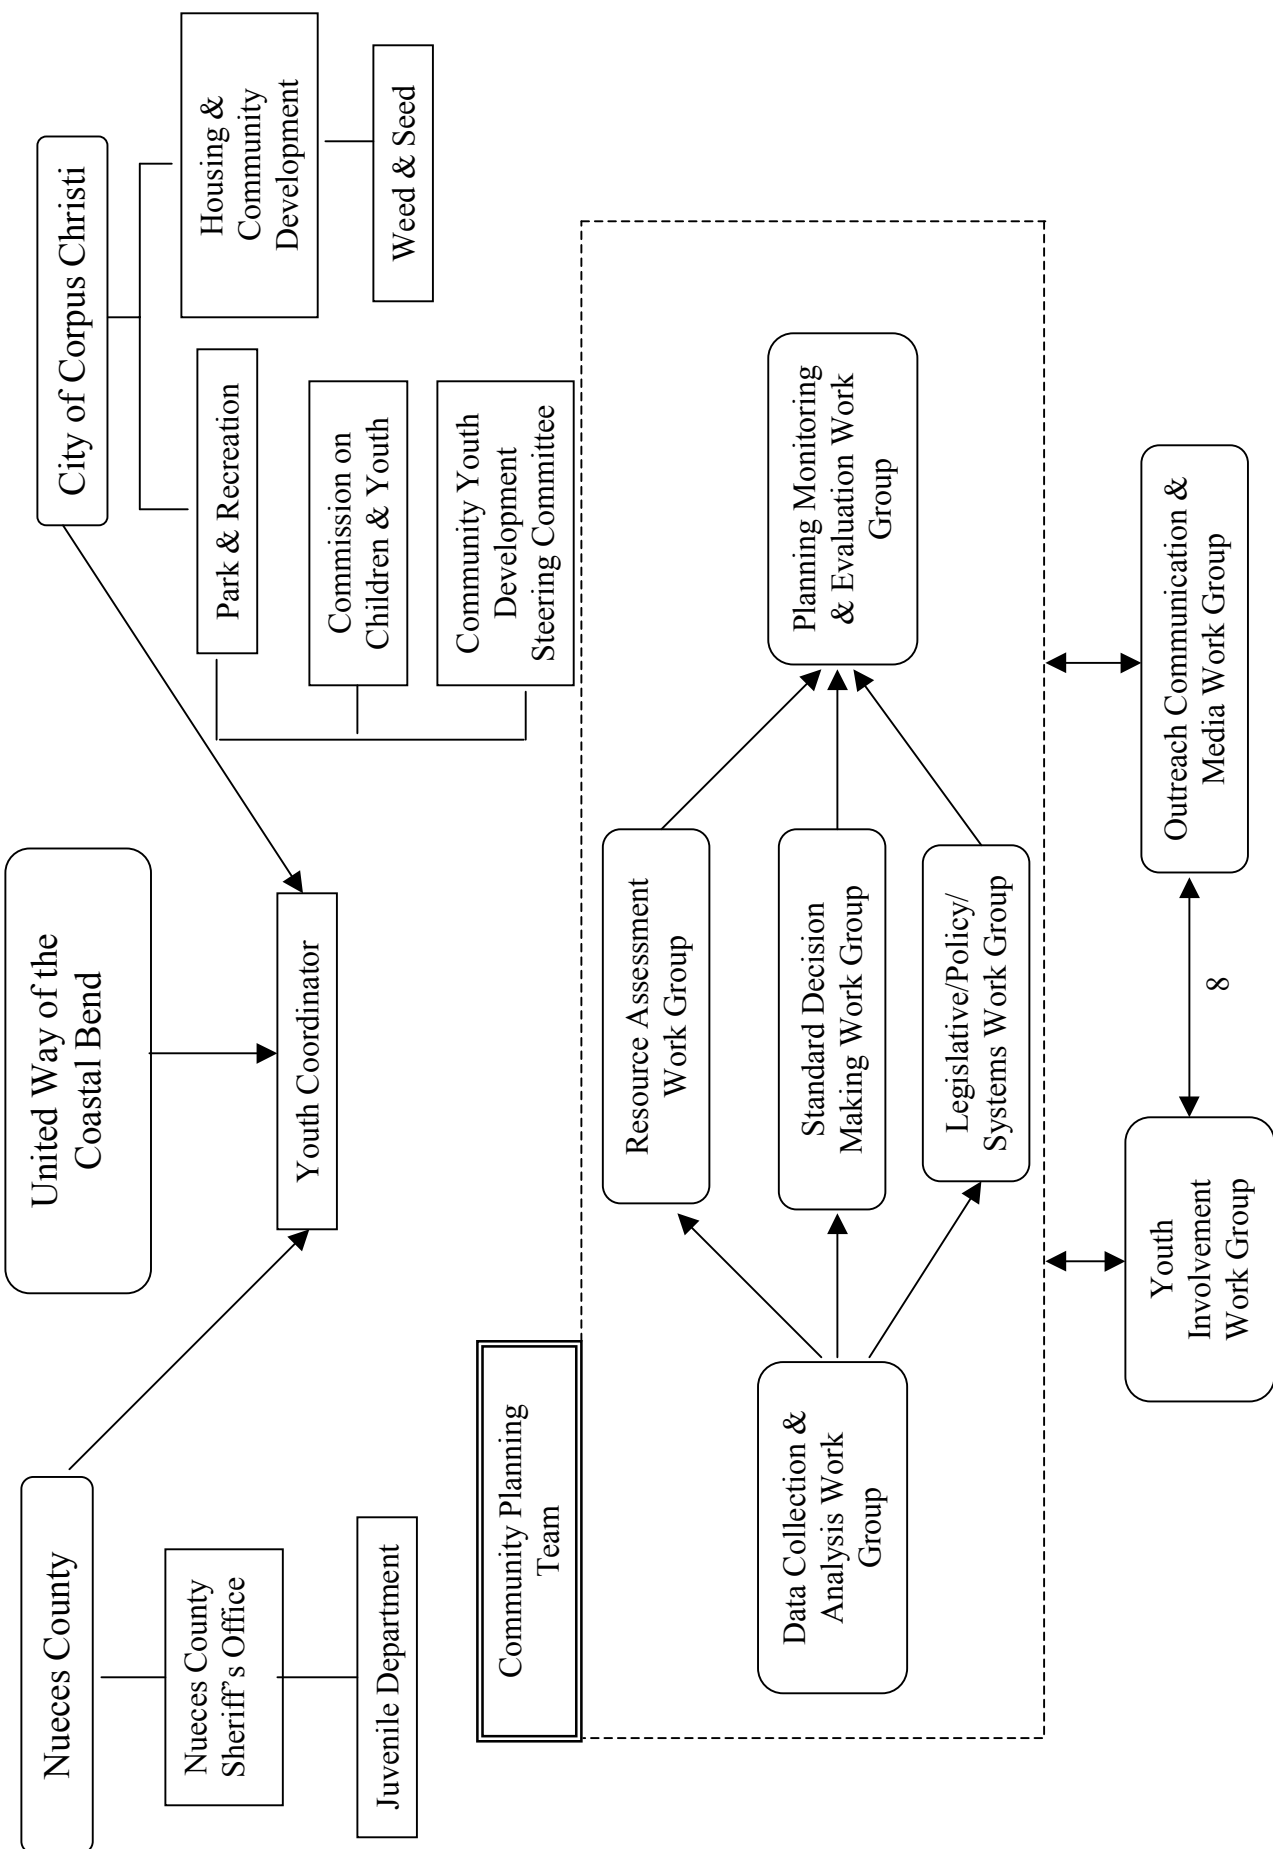 Nueces County
United Way of the
Coastal Bend
City of Corpus Christi
Nueces County
Sheriff's Office
Juvenile Department
Youth Coordinator
Park & Recreation
Commission on
Children & Youth
Community Youth
Development
Steering Committee
Housing &
Community
Development
Weed & Seed
Community Planning
Team
Data Collection &
Analysis Work
Group
Resource Assessment
Work Group
Standard Decision
Making Work Group
Legislative/Policy/
Systems Work Group
Planning Monitoring
& Evaluation Work
Group
Youth
Involvement
Work Group
Outreach Communication &
Media Work Group
8